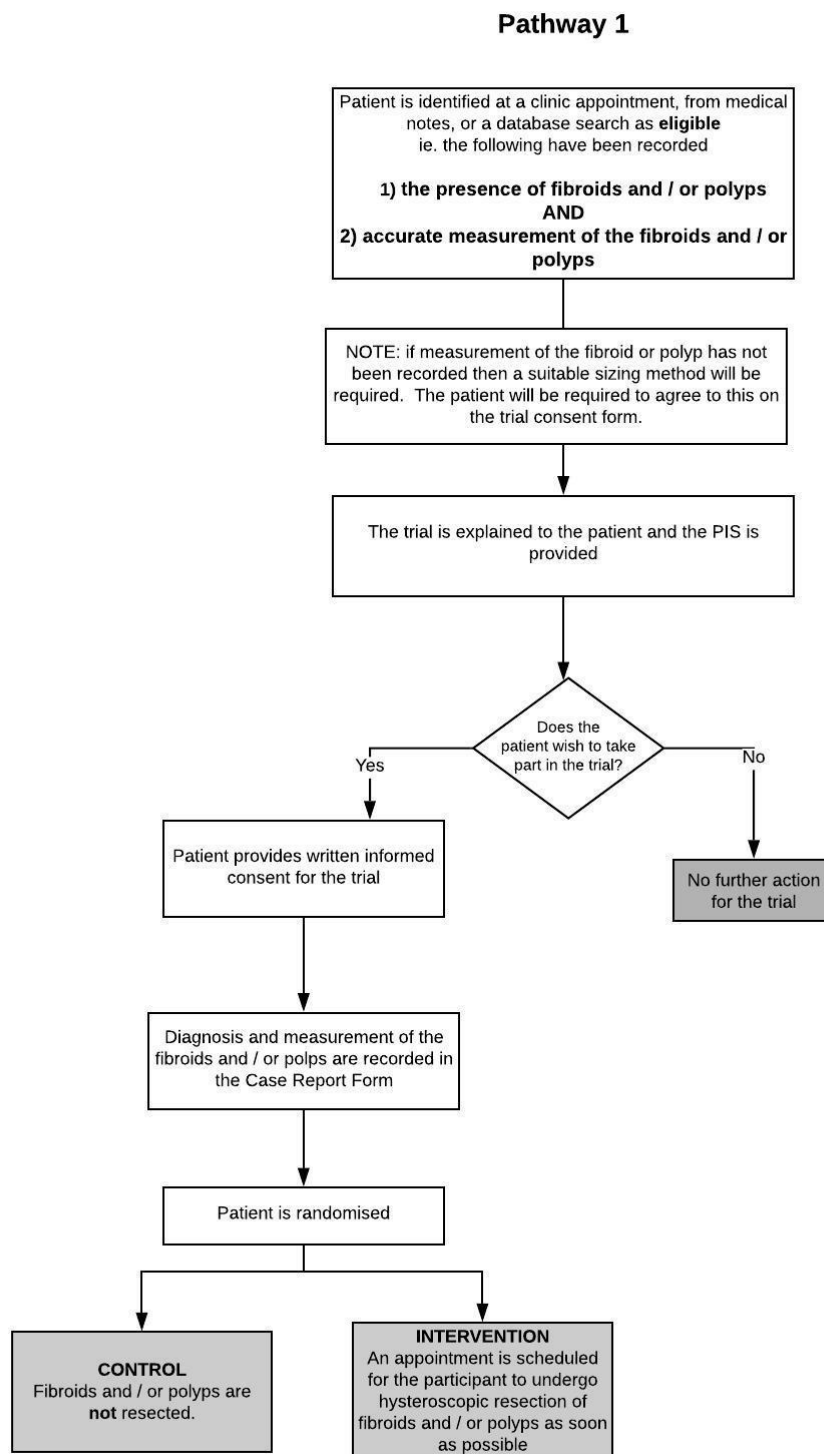 Pathway 1
Patient is identified at a clinic appointment, from medical
notes, or a database search as eligible
ie. the following have been recorded
1) the presence of fibroids and / or polyps
AND
2) accurate measurement of the fibroids and / or
polyps
NOTE: if measurement of the fibroid or polyp has not
been recorded then a suitable sizing method will be
required. The patient will be required to agree to this on
the trial consent form.
The trial is explained to the patient and the PIS is
provided
Does the
patient wish to take
part in the trial?
Yes
No
Patient provides written informed
consent for the trial
No further action
for the trial
Diagnosis and measurement of the
fibroids and / or polps are recorded in
the Case Report Form
Patient is randomised
CONTROL
Fibroids and / or polyps are
not resected.
INTERVENTION
An appointment is scheduled
for the participant to undergo
hysteroscopic resection of
fibroids and / or polyps as soon
as possible